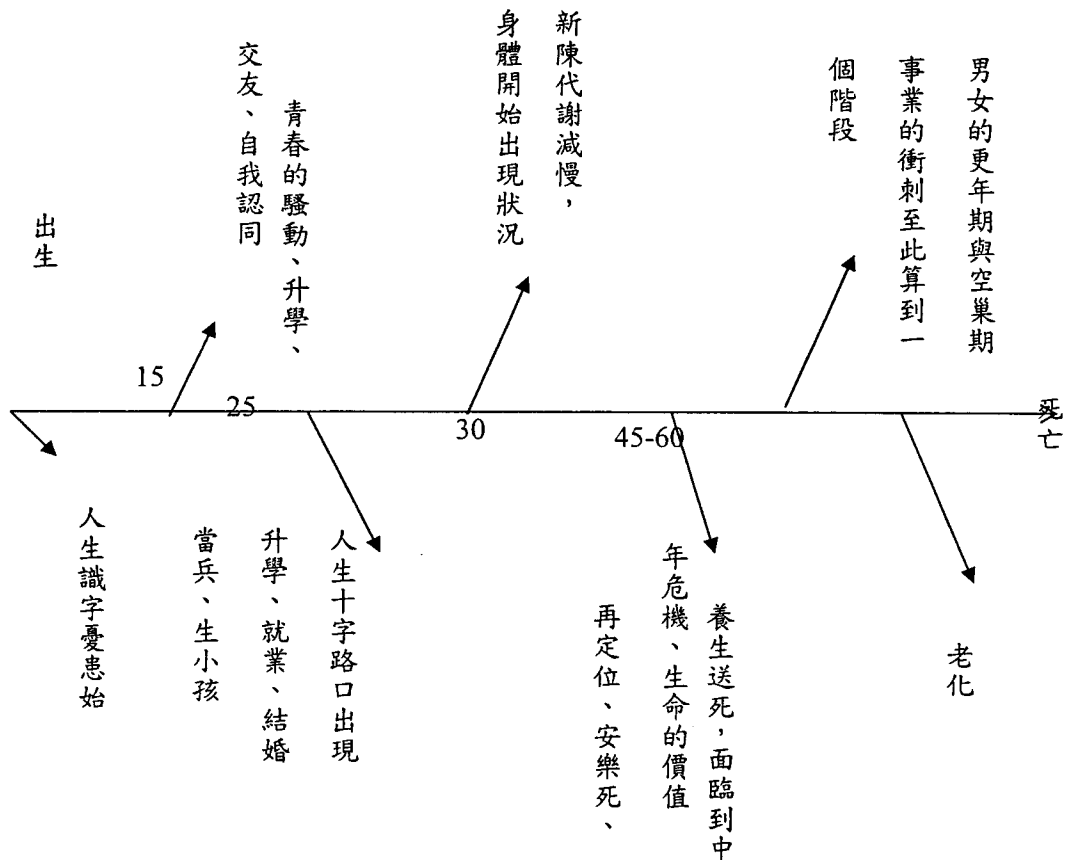 出生
15
青春的騷動、升學、
交友、自我認同
25
新陳代謝減慢，
身體開始出現狀況
30
45-60
男女的更年期與空巢期
事業的衝刺至此算到一
個階段
死亡
人生識字憂患始
人生十字路口出現
升學、就業、結婚
當兵、生小孩
養生送死，面臨到中
年危機、生命的價值
再定位、安樂死、
老化